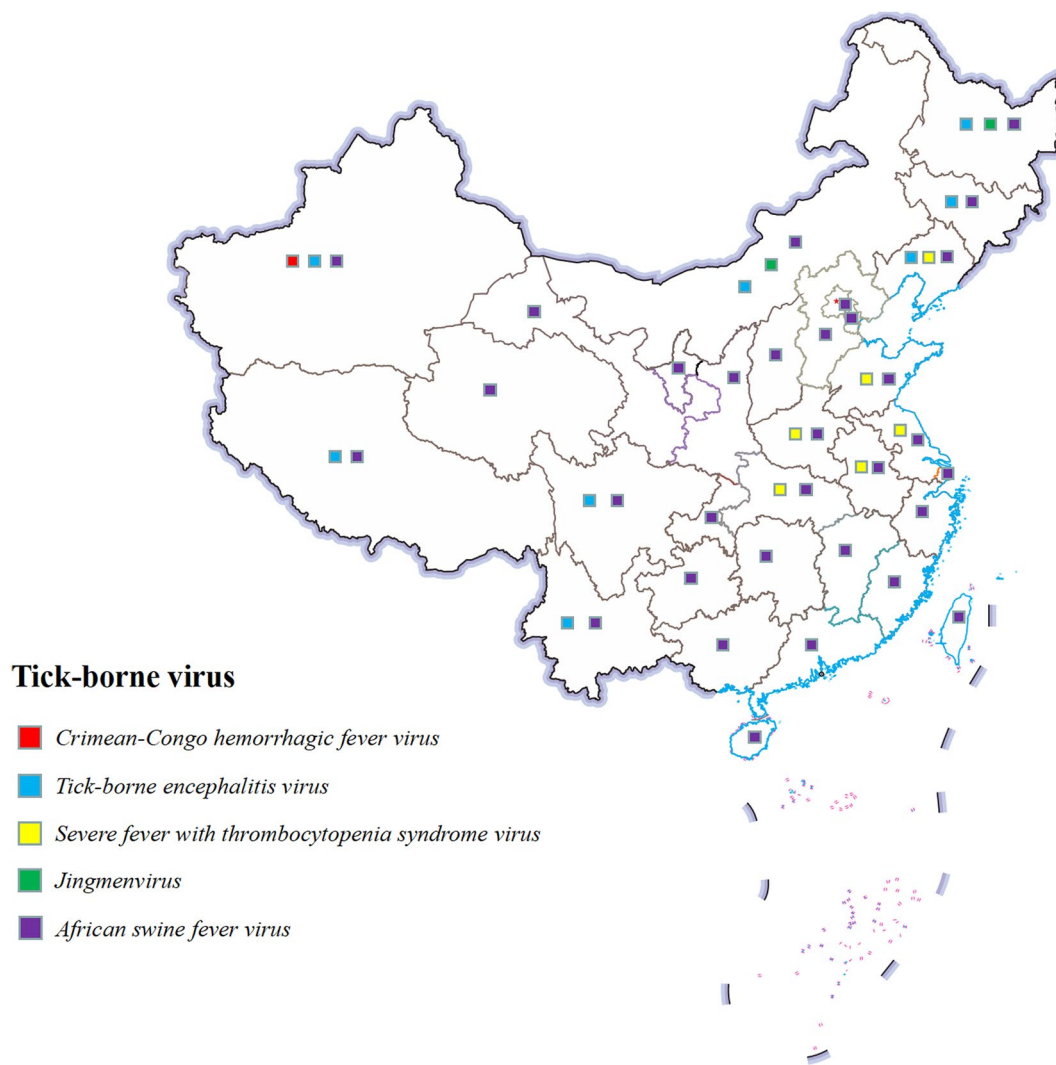 Tick-borne virus
Crimean-Congo hemorrhagic fever virus
Tick-borne encephalitis virus
Severe fever with thrombocytopenia syndrome virus
Jingmenvirus
African swine fever virus